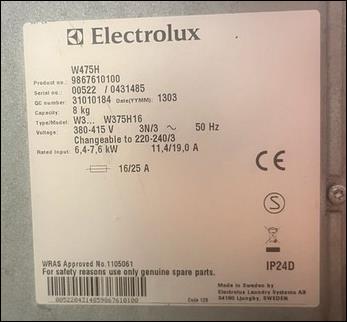 Electrolux
W475H
Product no.: 9867610100
Serial no.: 00522 / 0431485
QC number: 31010184 Date(YYMM): 1303
Capacity: 8 kg
Type/Model: W3... W375H16
Voltage: 380-415 V 3N/3 ~ 50 Hz
Changeable to 220-240/3
Rated Input: 6,4-7,6 kW 11,4/19,0 A
16/25 A
CE
S
WRAS Approved No.1105061
IP24D
For safety reasons use only genuine spare parts.
Made in Sweden by
Electrolux Laundry Systems AB
34180 Ljungby, SWEDEN
Code 128